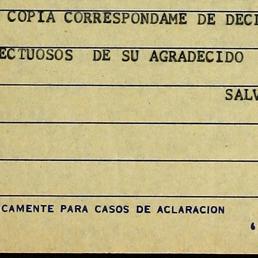 COPIA CORRESPONDAME DE DECI
ECTUOSOS DE SU AGRADECIDO
SALV
CAMENTE PARA CASOS DE ACLARACION